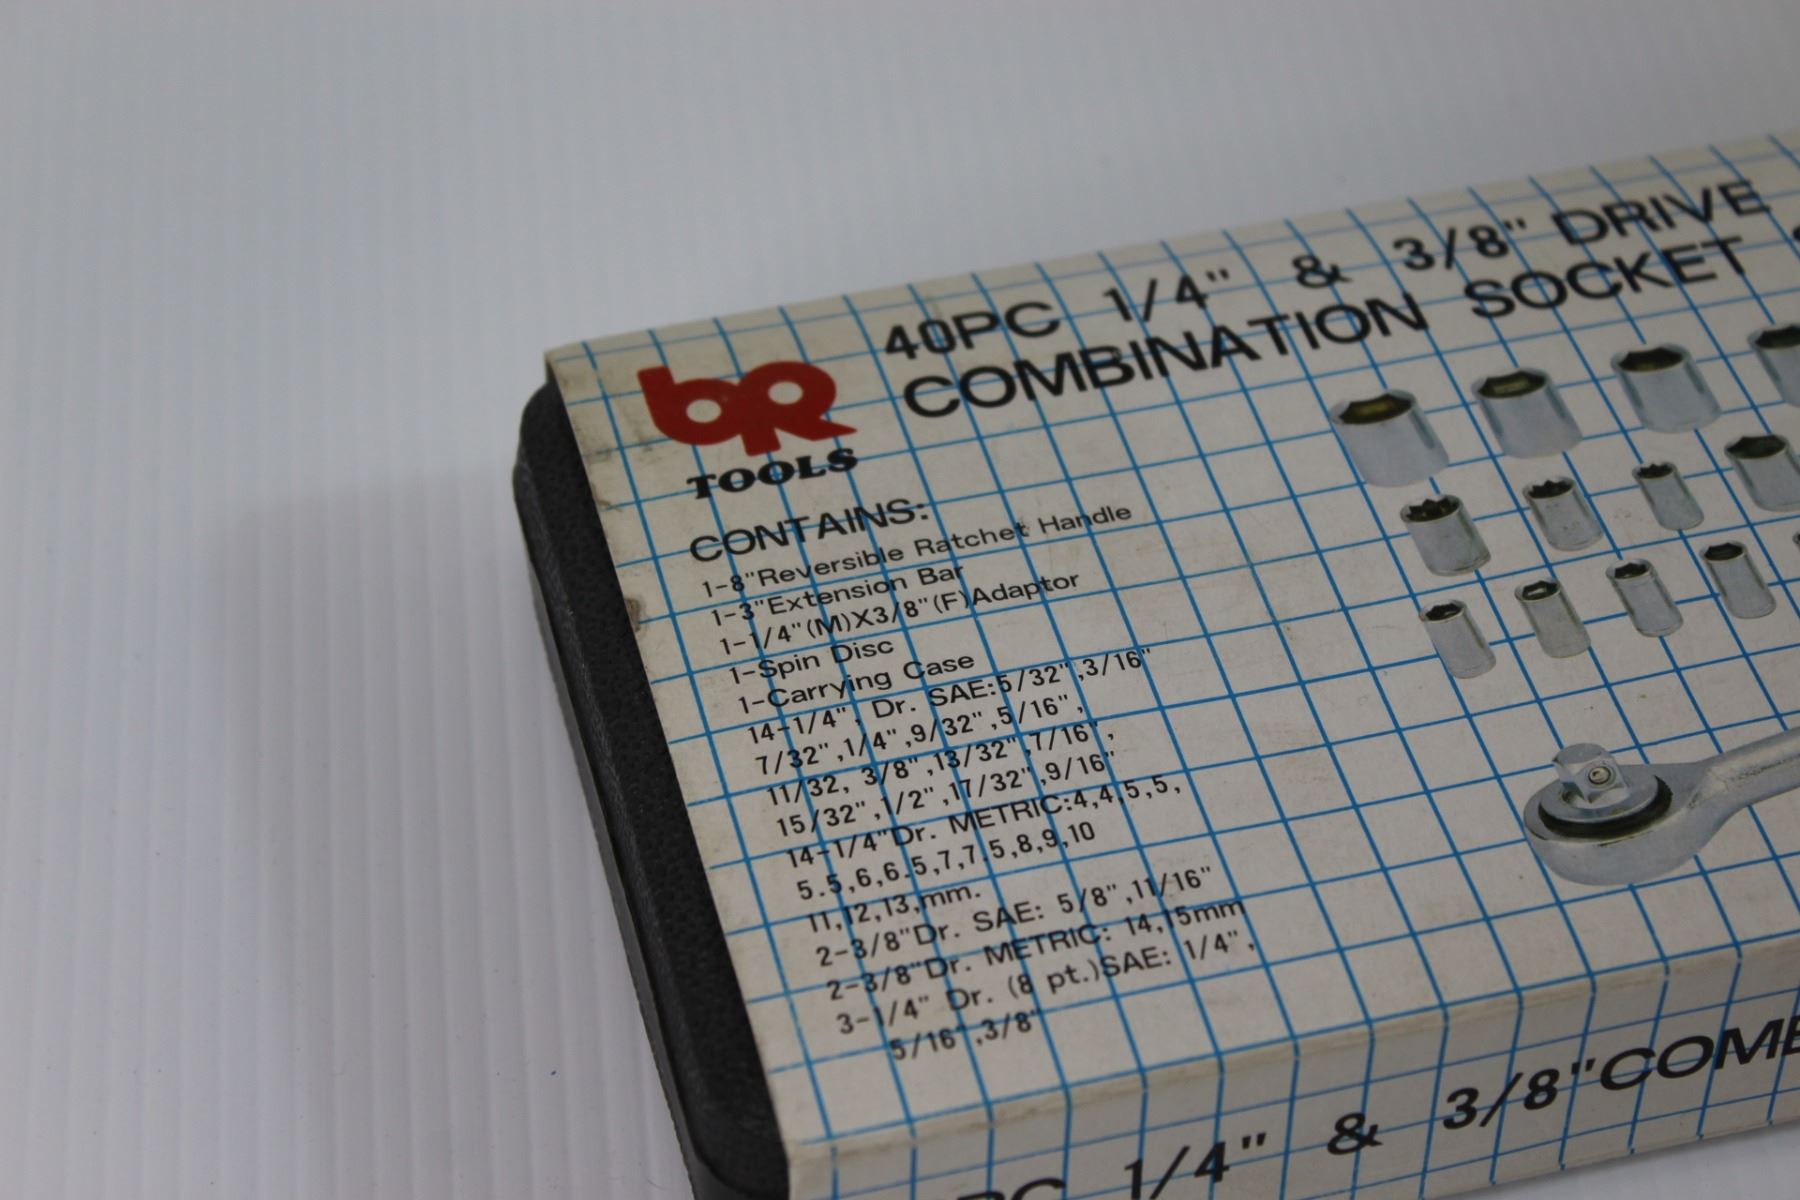 40PC 1/4" & 3/8" DRIVE
COMBINATION SOCKET
bR
TOOLS
CONTAINS:
1-8"Reversible Ratchet Handle
1-3"Extension Bar
1-1/4"(M)X3/8"(F)Adaptor
1-Spin Disc
1-Carrying Case
14-1/4", Dr. SAE:5/32",3/16"
7/32",1/4",9/32",5/16",
11/32, 3/8",13/32",7/16",
15/32",1/2",17/32",9/16"
14-1/4"Dr. METRIC:4,4,5,5,
5.5,6,6.5,7,7.5,8,9,10
11,12,13,mm.
2-3/8"Dr. SAE: 5/8",11/16"
2-3/8"Dr. METRIC: 14,15mm
3-1/4" Dr. (8 pt.)SAE: 1/4",
5/16",3/8"
PC 1/4" & 3/8"COMB